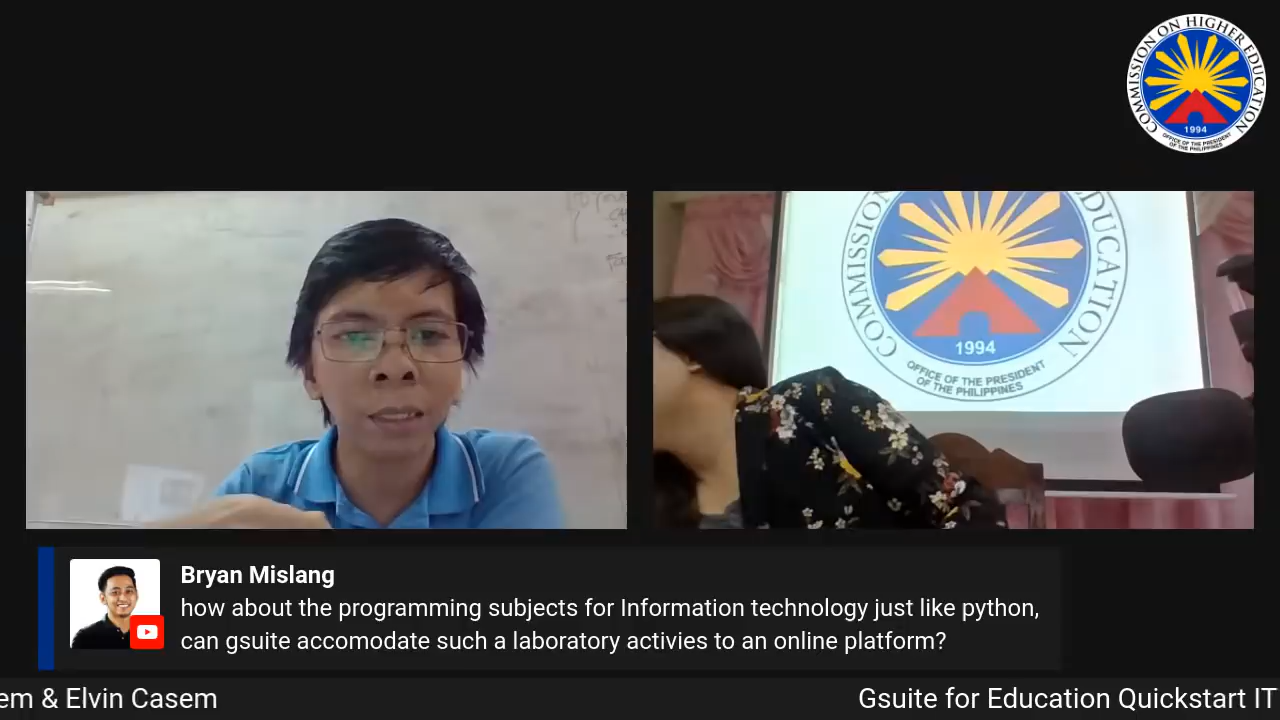 COMMISSION ON HIGHER EDUCATION
1994
OFFICE OF THE PRESIDENT
OF THE PHILIPPINES
COMMISSION
EDUCATION
1994
OFFICE OF THE PRESIDENT
OF THE PHILIPPINES
Bryan Mislang
how about the programming subjects for Information technology just like python,
can gsuite accomodate such a laboratory activies to an online platform?
em & Elvin Casem
Gsuite for Education Quickstart IT